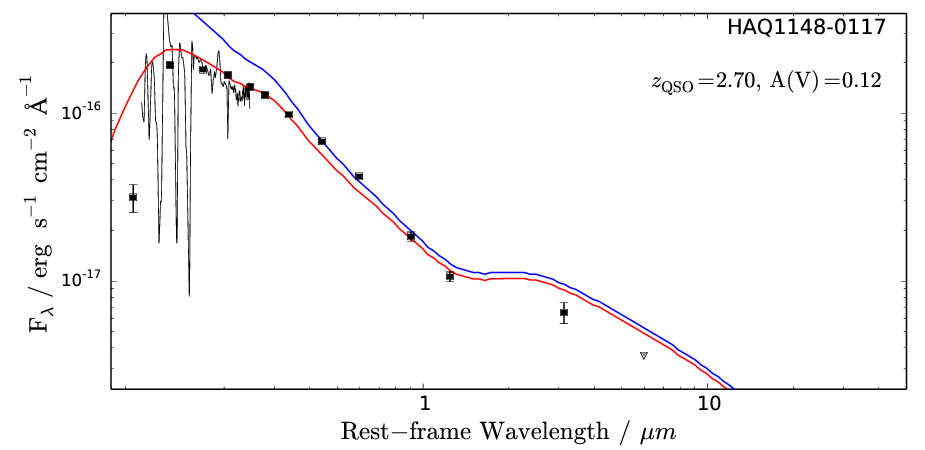 HAQ1148-0117
z_QSO=2.70, A(V)=0.12
F_λ / erg s⁻¹ cm⁻² Å⁻¹
10⁻¹⁶
10⁻¹⁷
1 10
Rest−frame Wavelength / μm